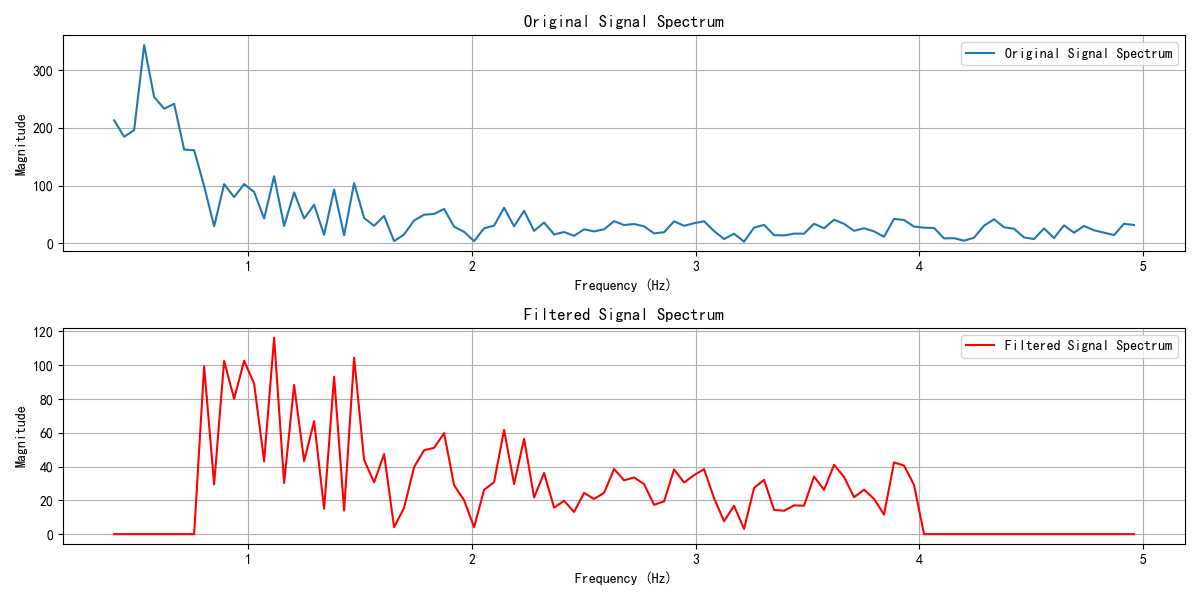 Original Signal Spectrum
Original Signal Spectrum
Magnitude
300
200
100
0
1 2 3 4 5
Frequency (Hz)
Filtered Signal Spectrum
Filtered Signal Spectrum
Magnitude
120
100
80
60
40
20
0
1 2 3 4 5
Frequency (Hz)